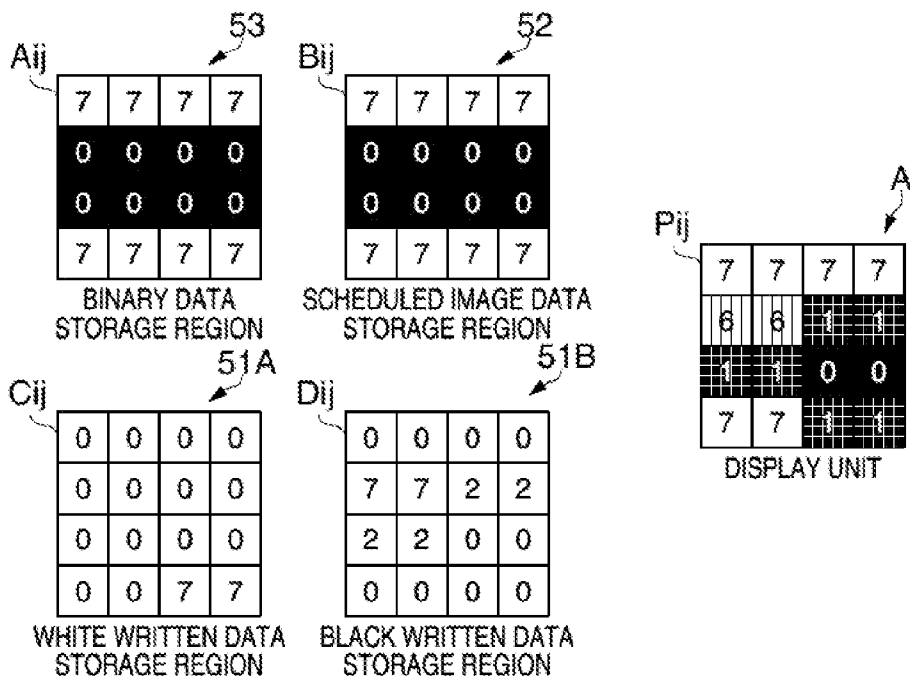 53
Aij
7 7 7 7
0 0 0 0
0 0 0 0
7 7 7 7
BINARY DATA
STORAGE REGION
52
Bij
7 7 7 7
0 0 0 0
0 0 0 0
7 7 7 7
SCHEDULED IMAGE DATA
STORAGE REGION
A
Pij
7 7 7 7
6 6 1 1
1 1 0 0
7 7 1 1
DISPLAY UNIT
51A
Cij
0 0 0 0
0 0 0 0
0 0 0 0
0 0 7 7
WHITE WRITTEN DATA
STORAGE REGION
51B
Dij
0 0 0 0
7 7 2 2
2 2 0 0
0 0 0 0
BLACK WRITTEN DATA
STORAGE REGION